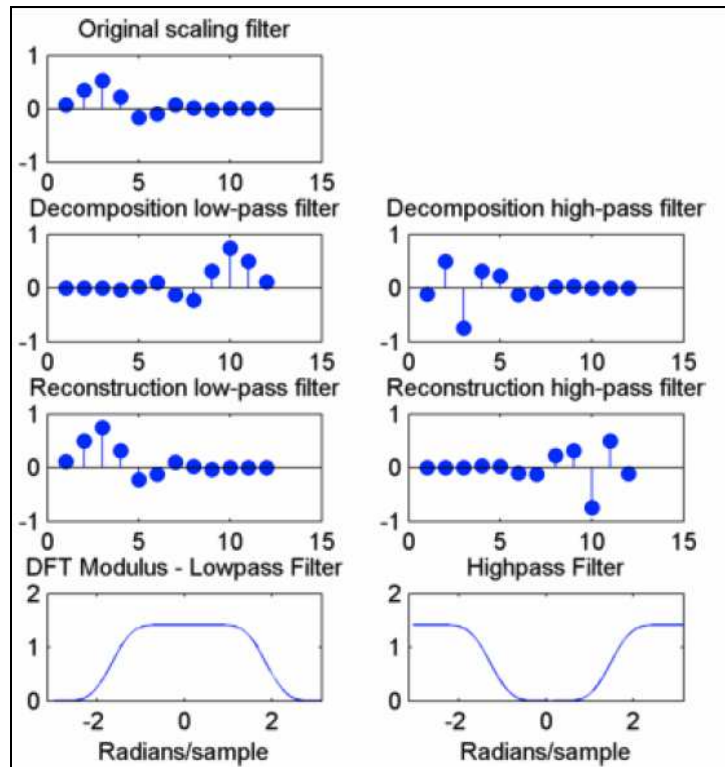 Original scaling filter
1
0
-1
0 5 10 15
Decomposition low-pass filter
1
0
-1
0 5 10 15
Decomposition high-pass filter
1
0
-1
0 5 10 15
Reconstruction low-pass filter
1
0
-1
0 5 10 15
Reconstruction high-pass filter
1
0
-1
0 5 10 15
DFT Modulus - Lowpass Filter
2
1
0
-2 0 2
Radians/sample
Highpass Filter
2
1
0
-2 0 2
Radians/sample